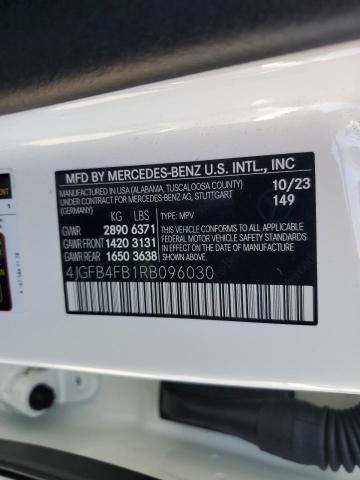 MFD BY MERCEDES-BENZ U.S. INTL., INC
MANUFACTURED IN USA (ALABAMA, TUSCALOOSA COUNTY) 10/23
UNDER CONTRACT FOR MERCEDES-BENZ AG, STUTTGART 149
(GERMANY) KG LBS TYPE: MPV
GVWR 2890 6371
GAWR FRONT 1420 3131
GAWR REAR 1650 3638
THIS VEHICLE CONFORMS TO ALL APPLICABLE
FEDERAL MOTOR VEHICLE SAFETY STANDARDS
IN EFFECT ON THE DATE OF MANUFACTURE
SHOWN ABOVE.
4JGFB4FB1RB096030